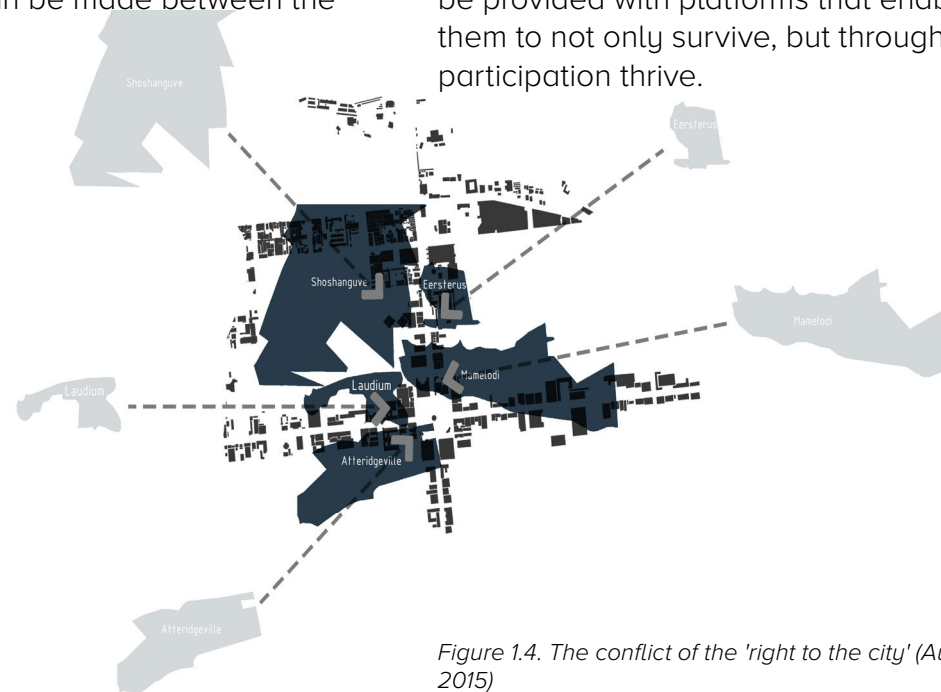 n be made between the
be provided with platforms that enab
them to not only survive, but through
participation thrive.
Shoshanguve
Eersterus
Shoshanguve
Eersterus
Mamelodi
Mamelodi
Laudium
Laudium
Atteridgeville
Atteridgeville
Figure 1.4. The conflict of the 'right to the city' (Au
2015)